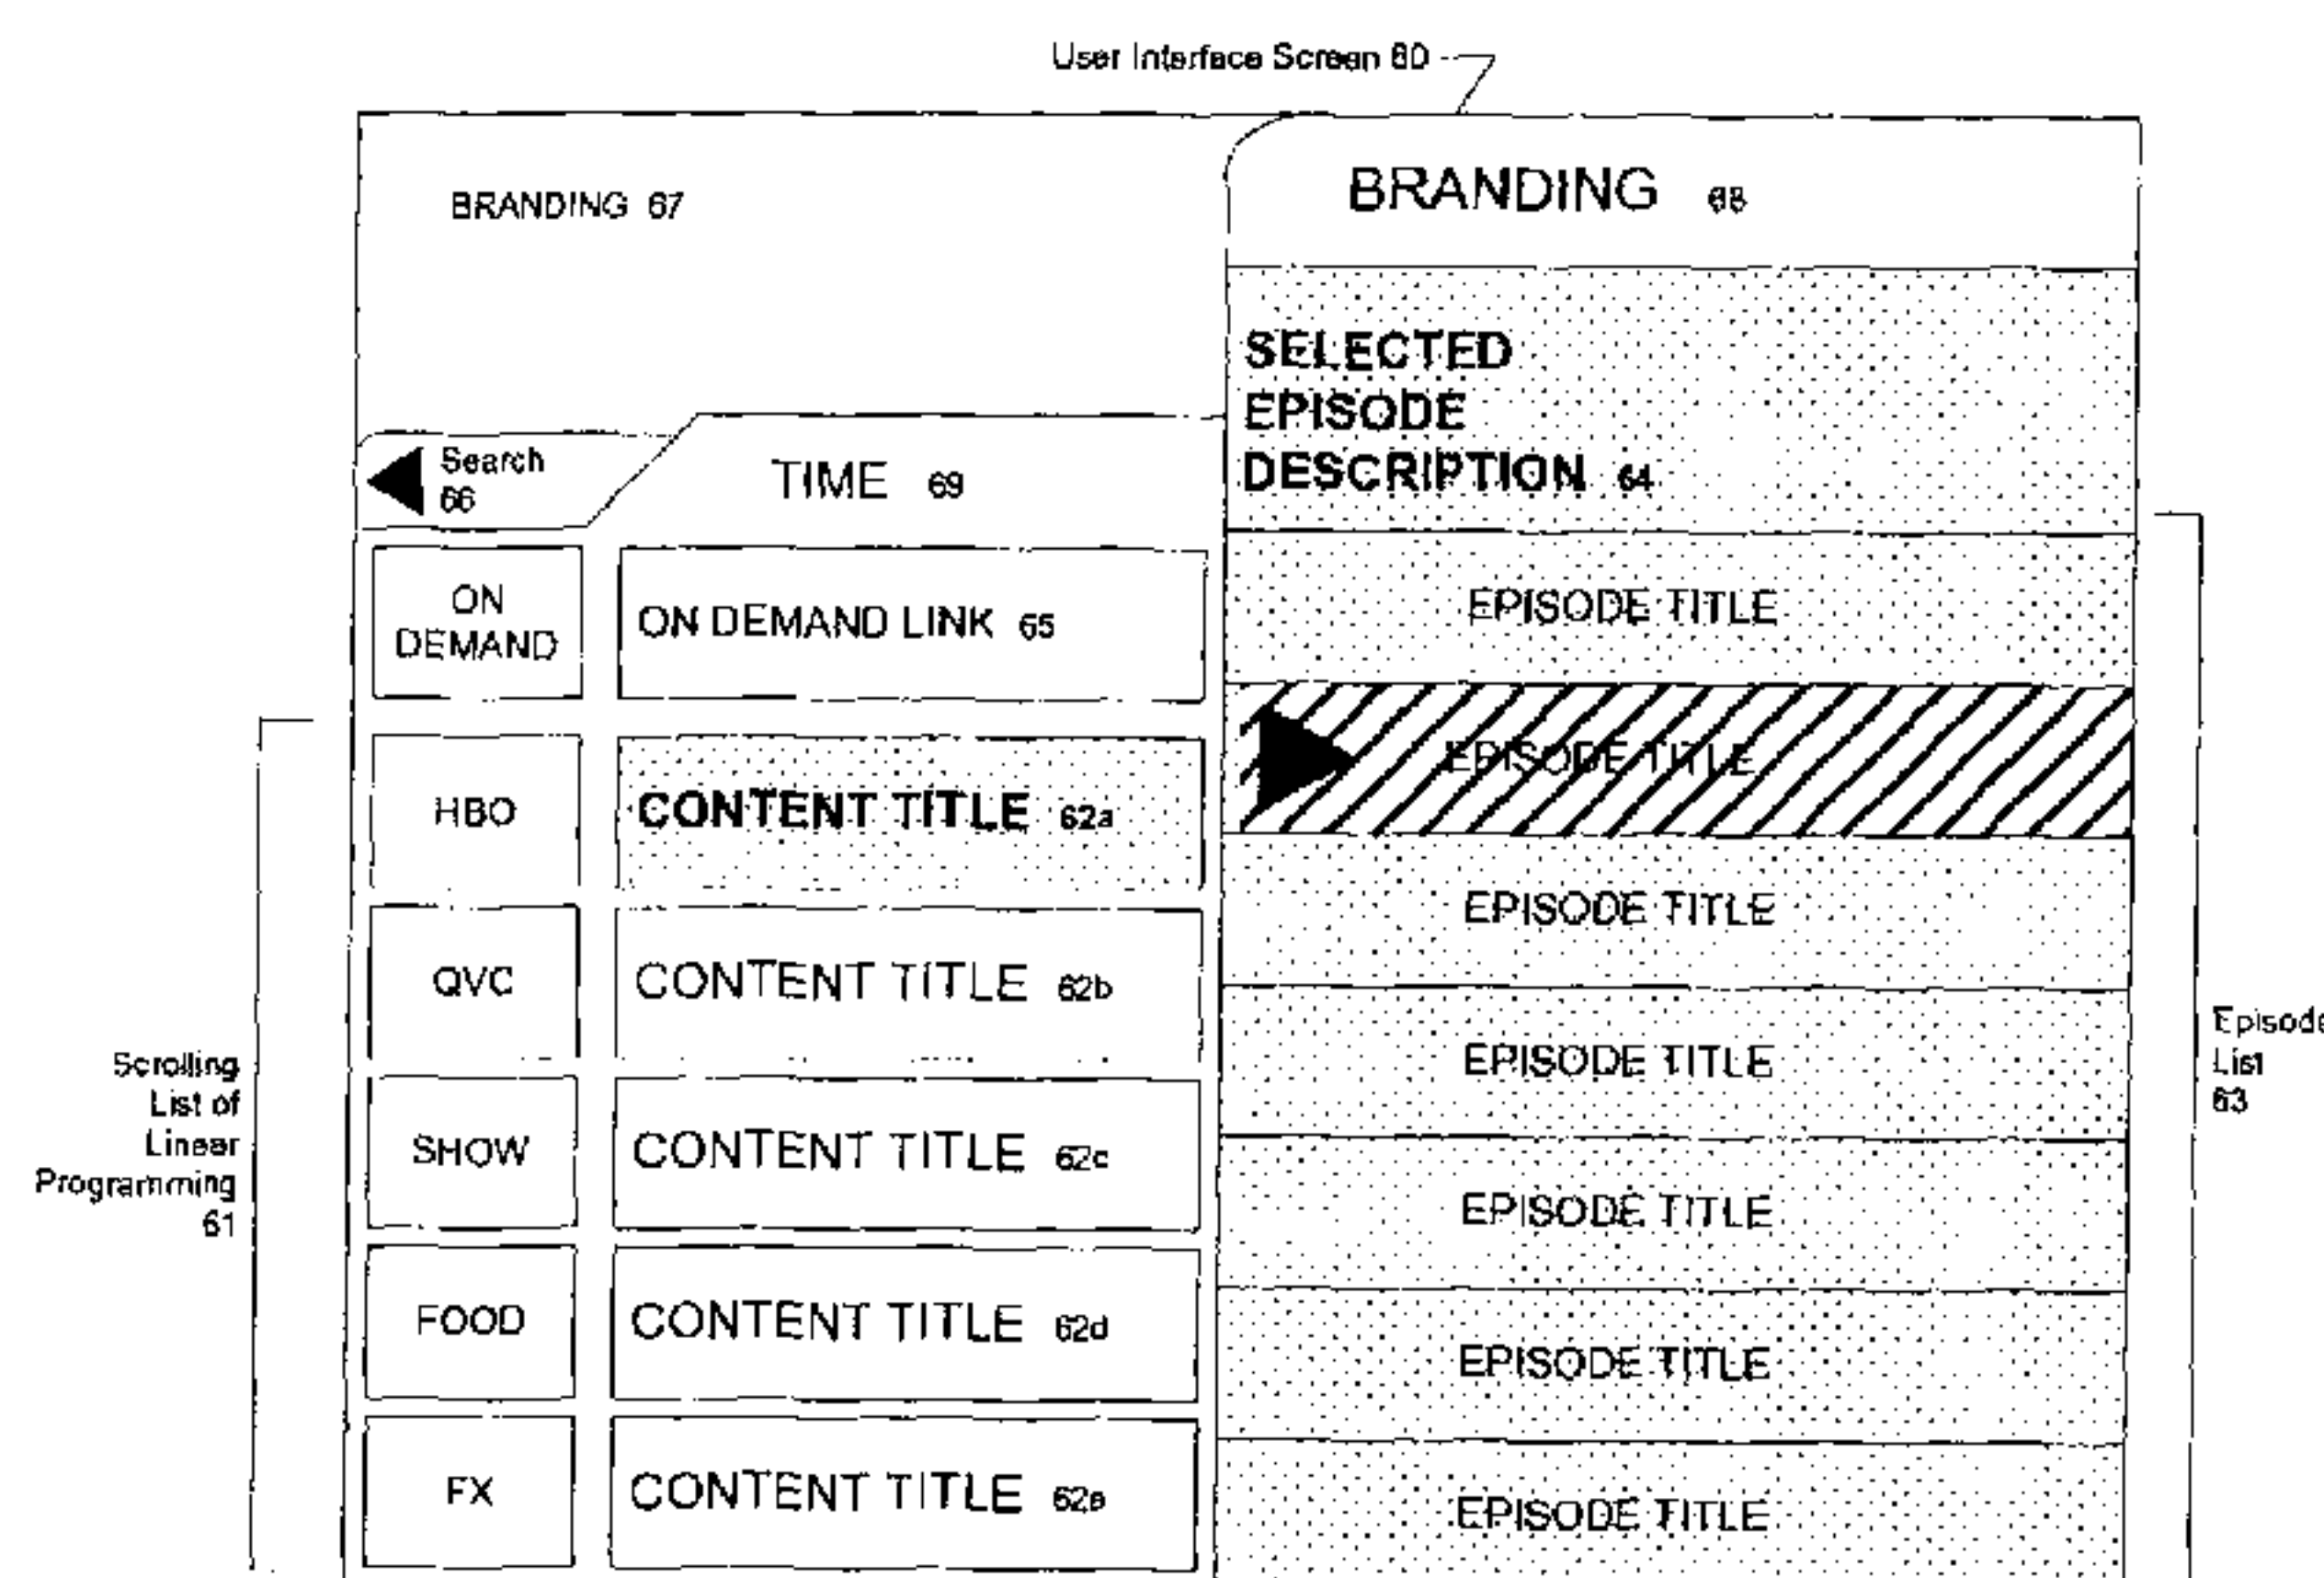 User Interface Screen 60
BRANDING 67
BRANDING 68
SELECTED
EPISODE
DESCRIPTION 64
Search
66
TIME 69
ON
DEMAND
ON DEMAND LINK 65
EPISODE TITLE
EPISODE TITLE
HBO
CONTENT TITLE 62a
EPISODE TITLE
QVC
CONTENT TITLE 62b
EPISODE TITLE
SHOW
CONTENT TITLE 62c
EPISODE TITLE
FOOD
CONTENT TITLE 62d
EPISODE TITLE
FX
CONTENT TITLE 62e
EPISODE TITLE
Scrolling
List of
Linear
Programming
61
Episode
List
63